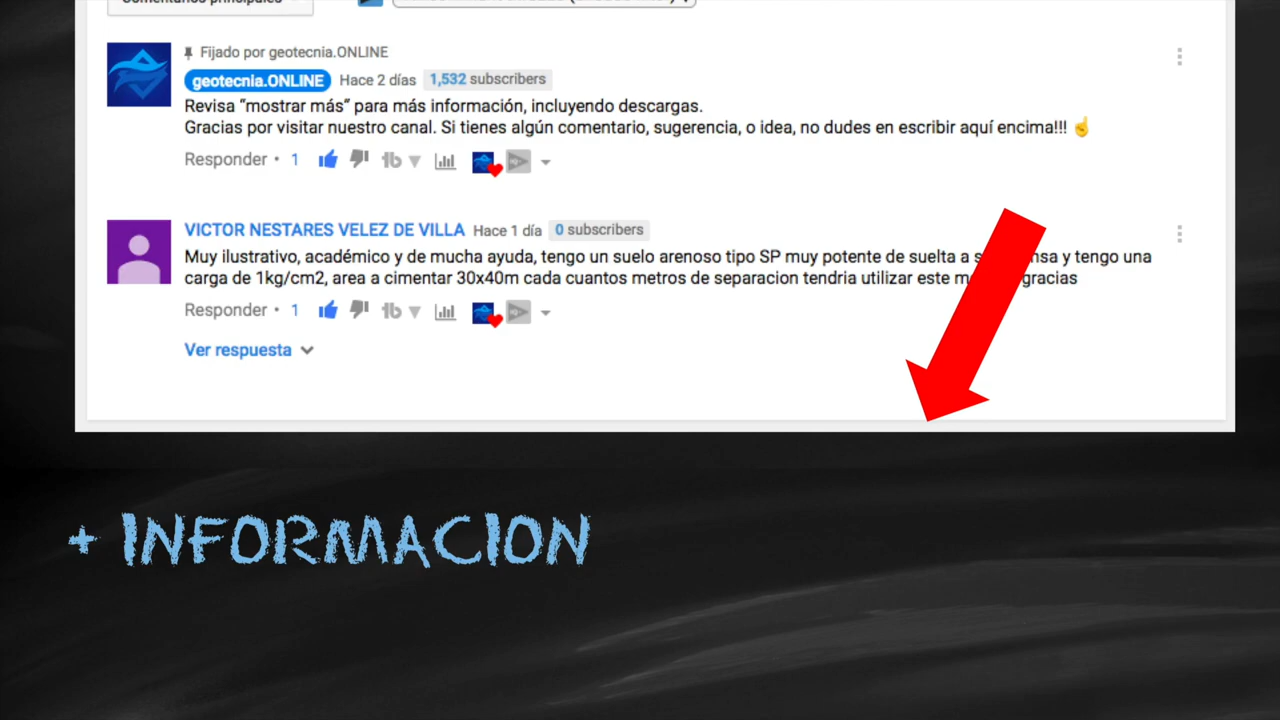 Fijado por geotecnia.ONLINE
geotecnia.ONLINE Hace 2 días 1,532 subscribers
Revisa “mostrar más” para más información, incluyendo descargas.
Gracias por visitar nuestro canal. Si tienes algún comentario, sugerencia, o idea, no dudes en escribir aquí encima!!! ☝
Responder • 1
VICTOR NESTARES VELEZ DE VILLA Hace 1 día 0 subscribers
Muy ilustrativo, académico y de mucha ayuda, tengo un suelo arenoso tipo SP muy potente de suelta a y tengo una
carga de 1kg/cm2, area a cimentar 30x40m cada cuantos metros de separacion tendria utilizar este gracias
Responder • 1
Ver respuesta
+ INFORMACION